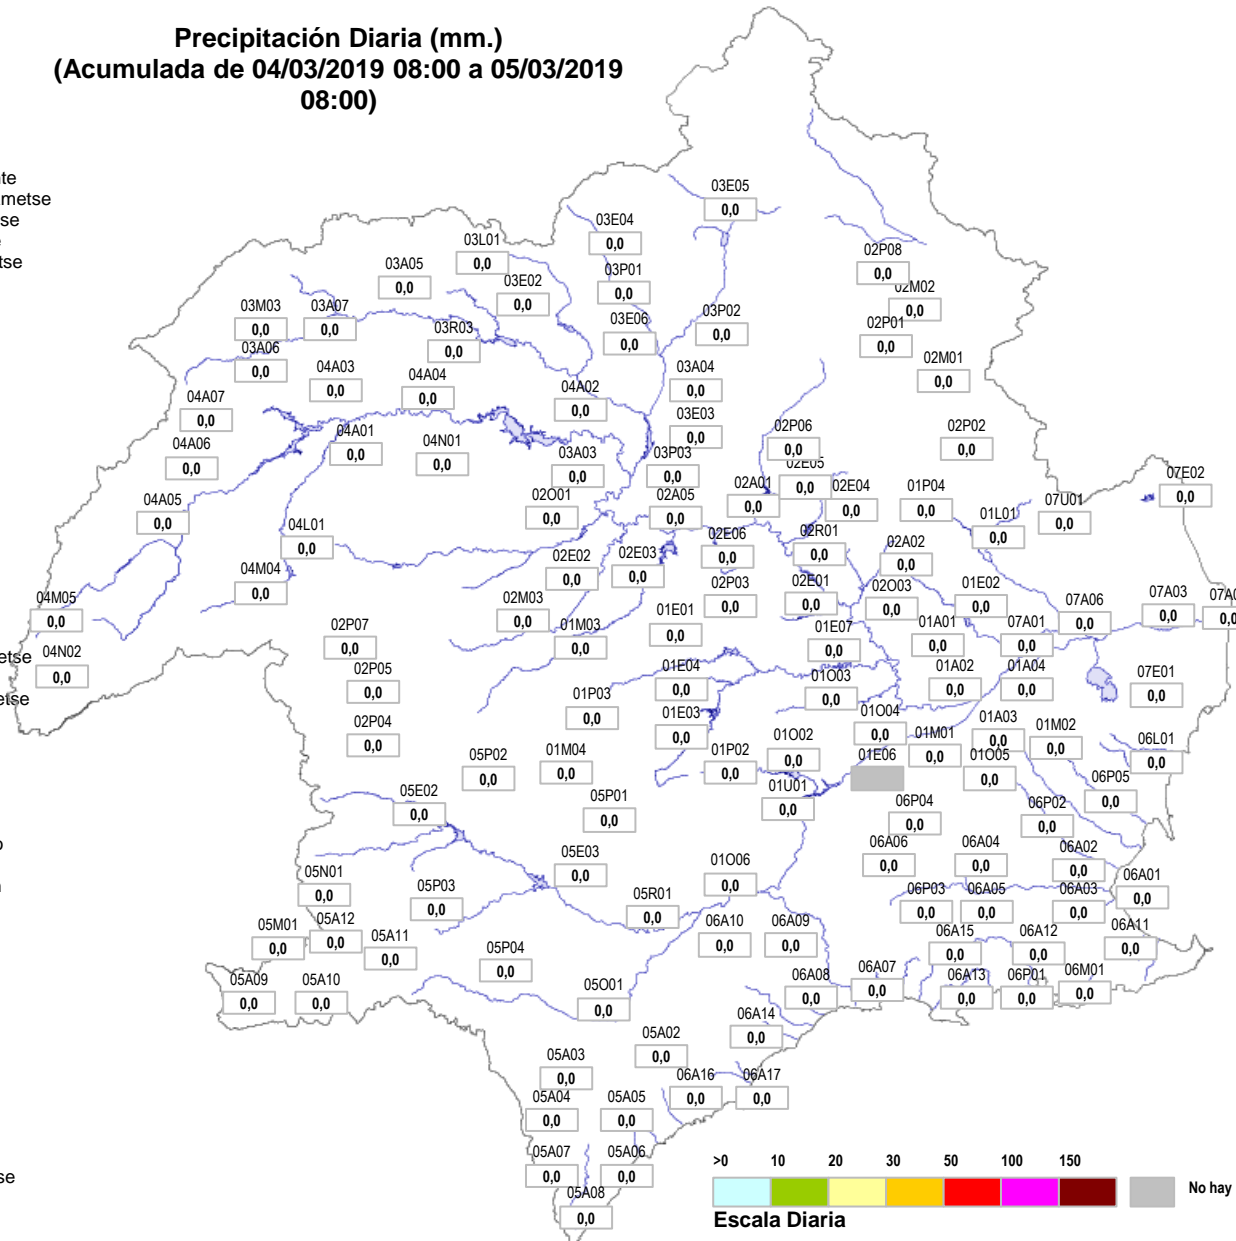 Precipitación Diaria (mm.)
(Acumulada de 04/03/2019 08:00 a 05/03/2019
08:00)
03E05
0,0
03E04
0,0
03L01
0,0
02P08
0,0
03A05
0,0
03P01
0,0
03E02
0,0
02M02
0,0
03M03
0,0
03A07
0,0
03R03
0,0
03E06
0,0
03P02
0,0
02P01
0,0
03A06
0,0
04A03
0,0
04A04
0,0
03A04
0,0
02M01
0,0
04A07
0,0
04A02
0,0
03E03
0,0
04A06
0,0
04A01
0,0
04N01
0,0
03A03
0,0
03P03
0,0
02P06
0,0
02P02
0,0
02E05
0,0
07E02
0,0
04A05
0,0
02O01
0,0
02A05
0,0
02A01
0,0
02E04
0,0
01P04
0,0
07U01
0,0
01L01
0,0
04L01
0,0
02E02
0,0
02E03
0,0
02E06
0,0
02R01
0,0
02A02
0,0
04M04
0,0
02P03
0,0
02E01
0,0
02O03
0,0
01E02
0,0
07A03
0,0
04M05
0,0
02M03
0,0
01E01
0,0
07A06
0,0
02P07
0,0
01M03
0,0
01E07
0,0
01A01
0,0
07A01
0,0
04N02
0,0
02P05
0,0
01E04
0,0
01O03
0,0
01A02
0,0
01A04
0,0
07E01
0,0
01P03
0,0
02P04
0,0
01E03
0,0
01O04
0,0
01A03
0,0
01M02
0,0
05P02
0,0
01M04
0,0
01P02
0,0
01O02
0,0
01E06
01M01
0,0
01O05
0,0
06L01
0,0
05E02
0,0
05P01
0,0
01U01
0,0
06P04
0,0
06P02
0,0
06P05
0,0
05E03
0,0
06A06
0,0
06A04
0,0
06A02
0,0
05N01
0,0
05P03
0,0
01O06
0,0
06P03
0,0
06A05
0,0
06A03
0,0
06A01
0,0
05R01
0,0
05M01
0,0
05A12
0,0
05A11
0,0
06A10
0,0
06A09
0,0
06A15
0,0
06A12
0,0
06A11
0,0
05P04
0,0
05A09
0,0
05A10
0,0
05O01
0,0
06A08
0,0
06A07
0,0
06A13
0,0
06P01
0,0
06M01
0,0
06A14
0,0
05A02
0,0
05A03
0,0
06A16
0,0
06A17
0,0
05A04
0,0
05A05
0,0
05A07
0,0
05A06
0,0
05A08
0,0
>0 10 20 30 50 100 150
No hay
Escala Diaria